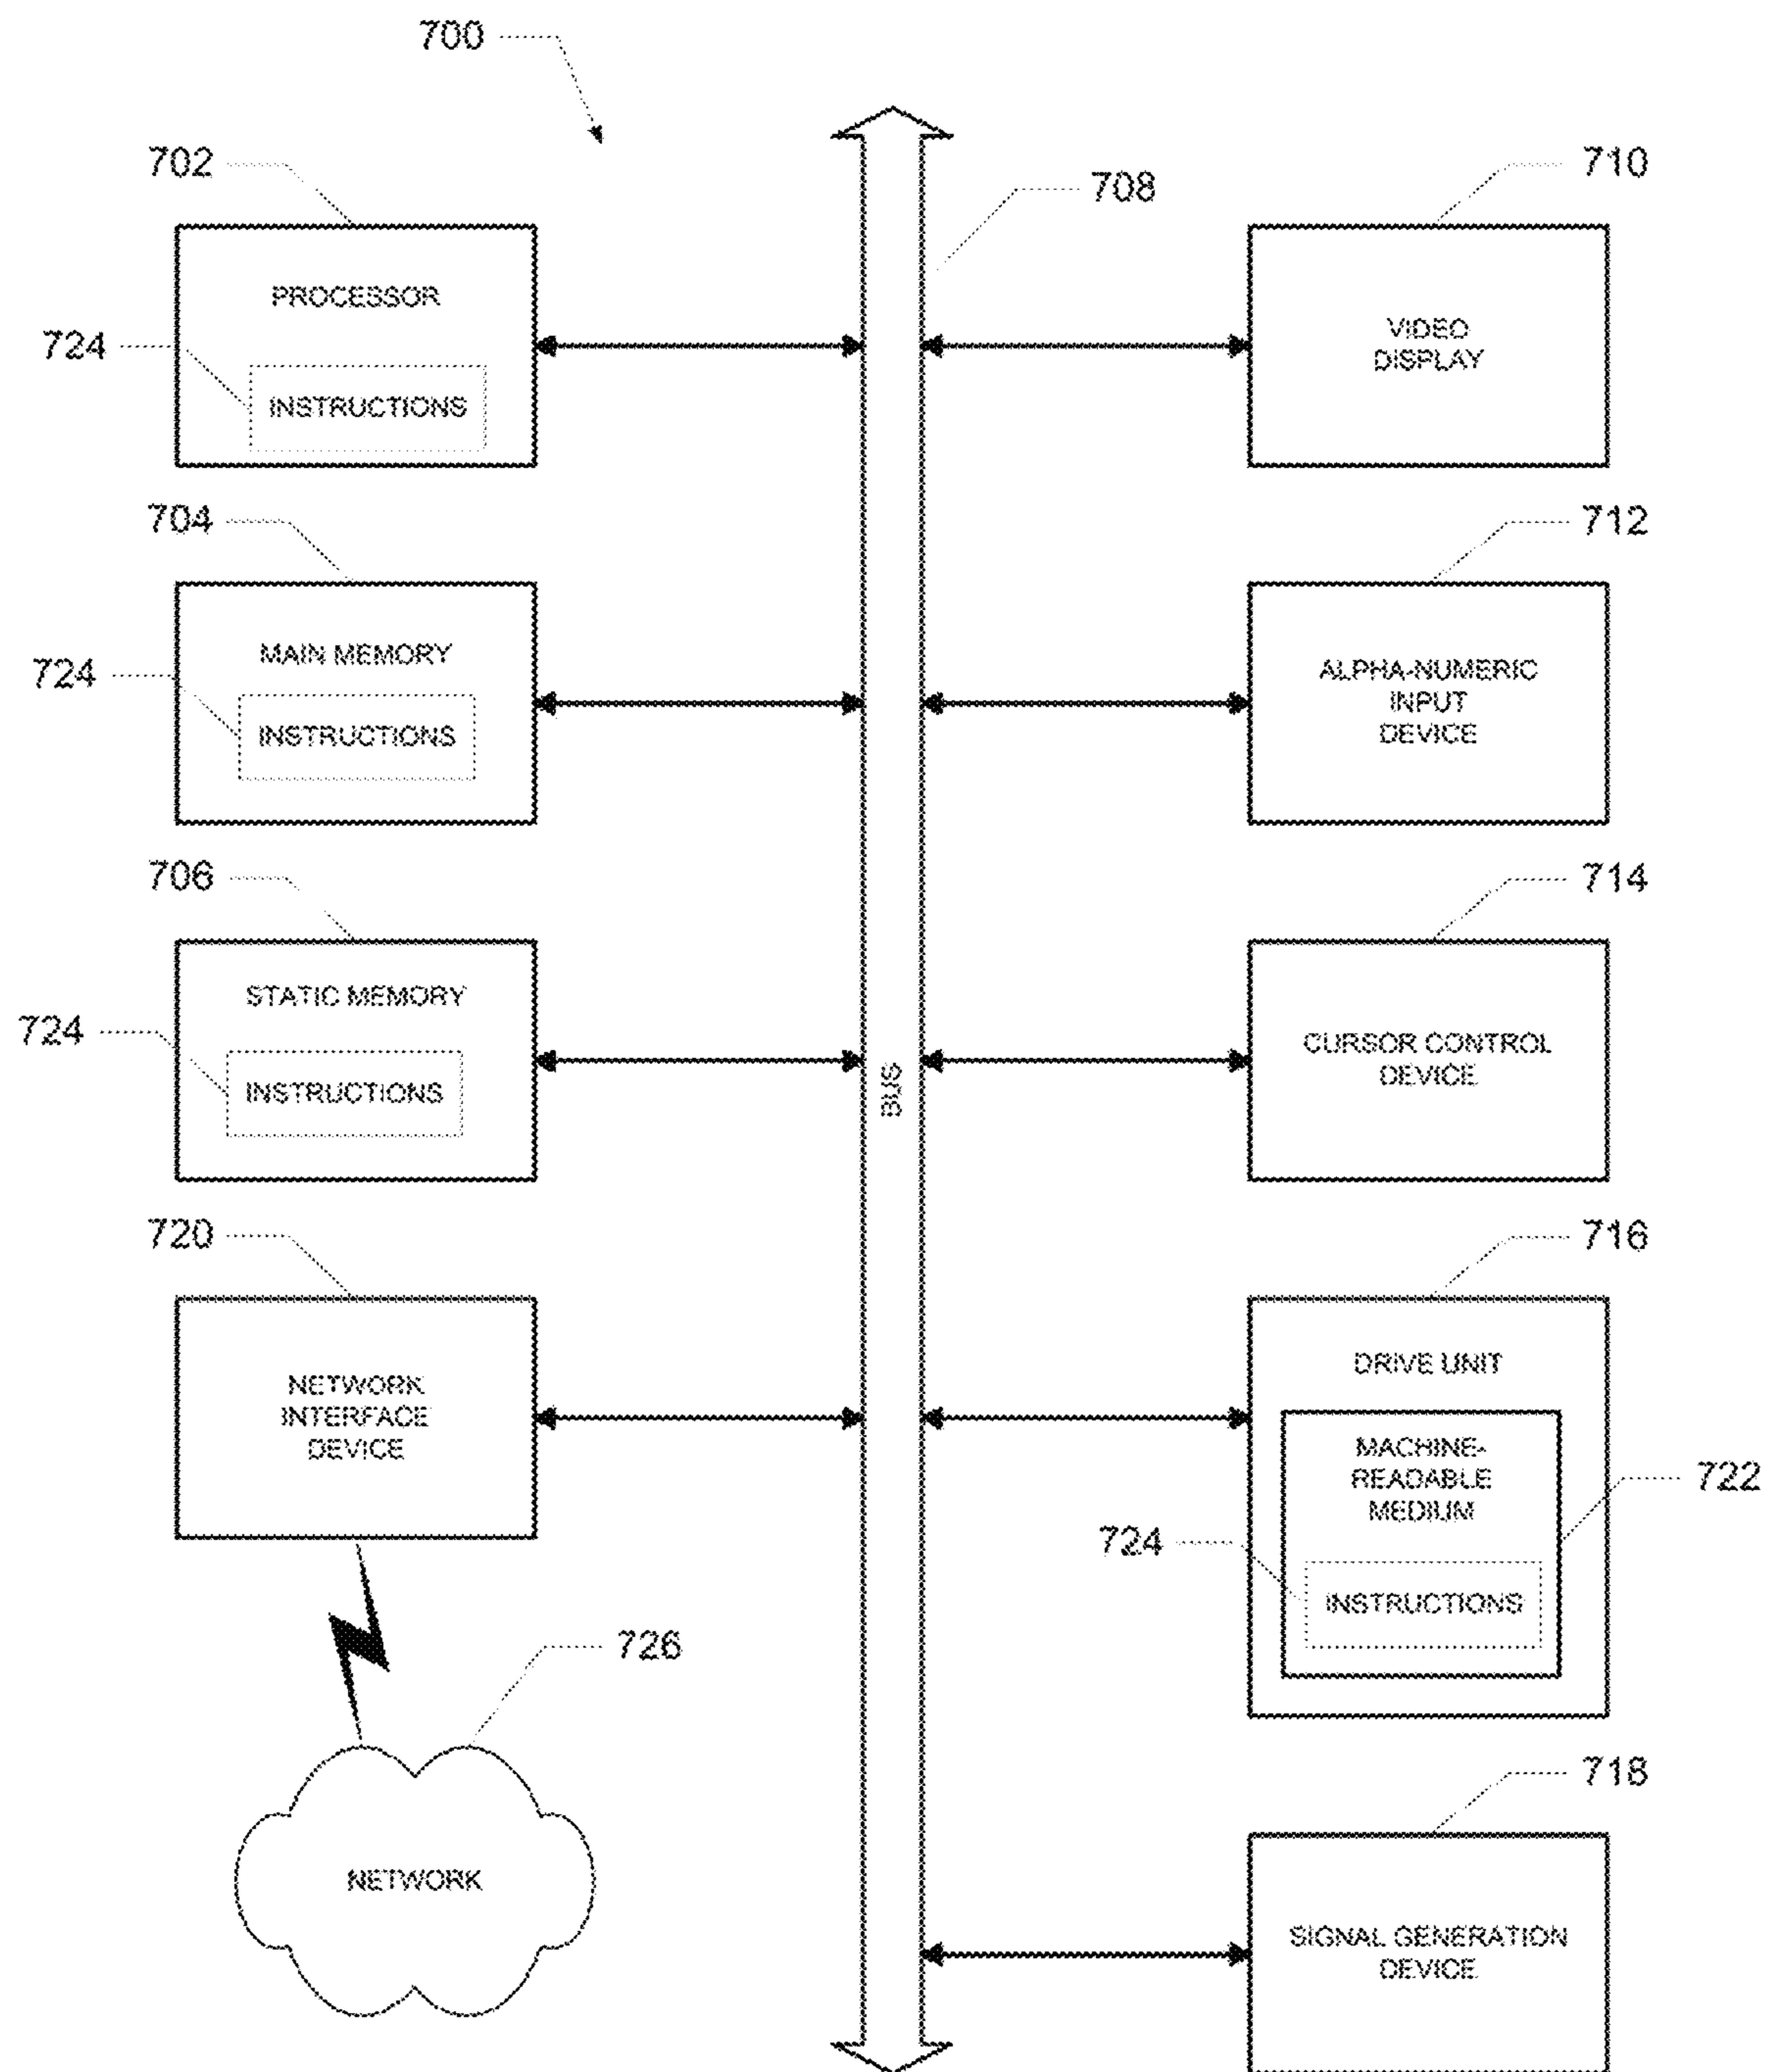 700
702
708
710
PROCESSOR
724
INSTRUCTIONS
VIDEO
DISPLAY
704
712
MAIN MEMORY
724
INSTRUCTIONS
ALPHA-NUMERIC
INPUT
DEVICE
706
714
STATIC MEMORY
724
INSTRUCTIONS
BUS
CURSOR CONTROL
DEVICE
720
716
NETWORK
INTERFACE
DEVICE
DRIVE UNIT
MACHINE-
READABLE
MEDIUM
722
724
INSTRUCTIONS
726
718
NETWORK
SIGNAL GENERATION
DEVICE